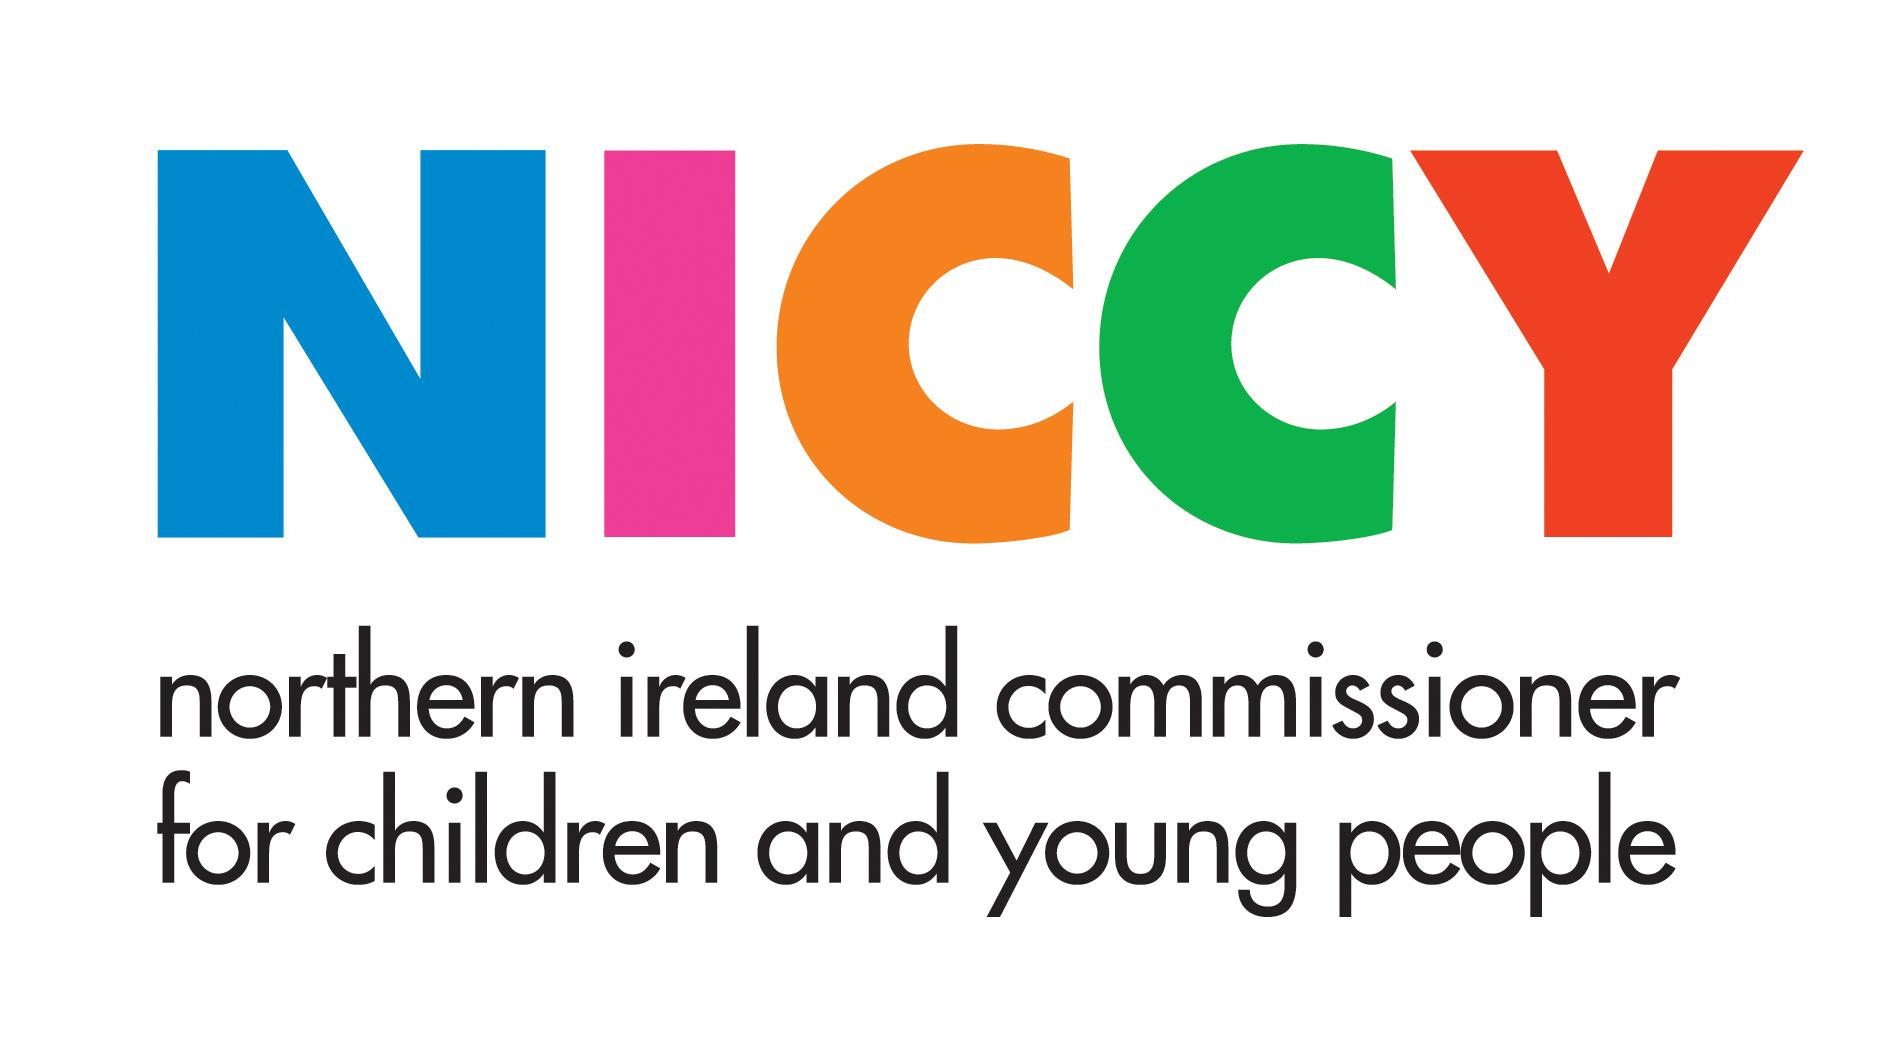 NICCY
northern ireland commissioner
for children and young people